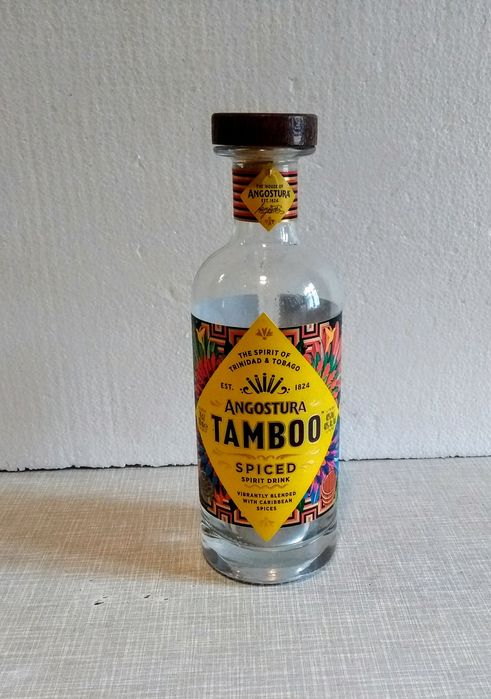 THE HOUSE OF
ANGOSTURA
EST. 1824
THE SPIRIT OF
TRINIDAD & TOBAGO
EST. 1824
ANGOSTURA
TAMBOO
SPICED
SPIRIT DRINK
VIBRANTLY BLENDED
WITH CARIBBEAN
SPICES